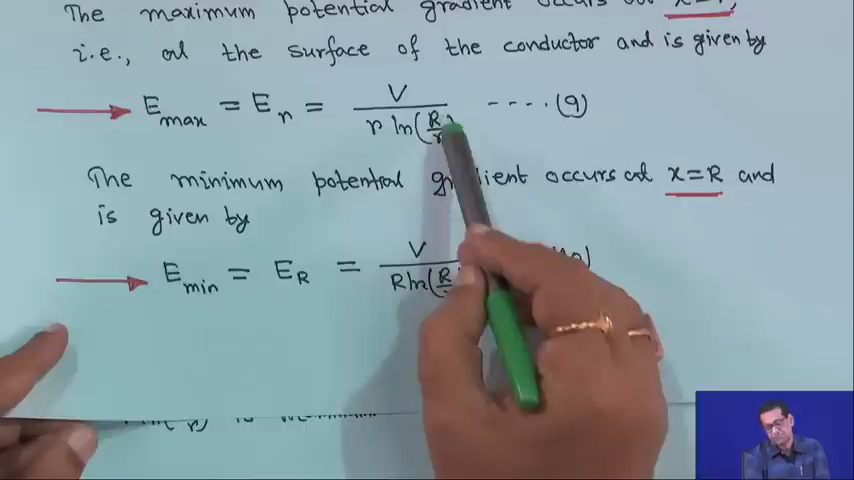 The maximum potential gradient occurs at x=r,
i.e., at the surface of the conductor and is given by
E_max = E_r = V / (r ln(R/r)) ----(9)
The minimum potential gradient occurs at x=R and
is given by
E_min = E_R = V / (R ln(R/